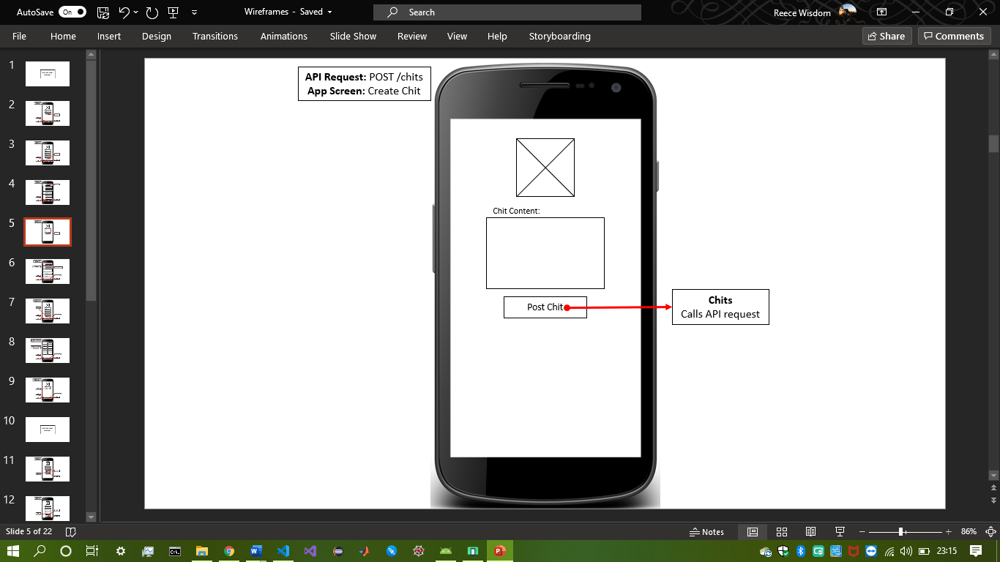 AutoSave On
Wireframes - Saved
Search
Reece Wisdom
File Home Insert Design Transitions Animations Slide Show Review View Help Storyboarding
Share Comments
1
2
3
4
5
6
7
8
9
10
11
12
API Request: POST /chits
App Screen: Create Chit
Chit Content:
Post Chit
Chits
Calls API request
Slide 5 of 22
Notes
86%
23:15